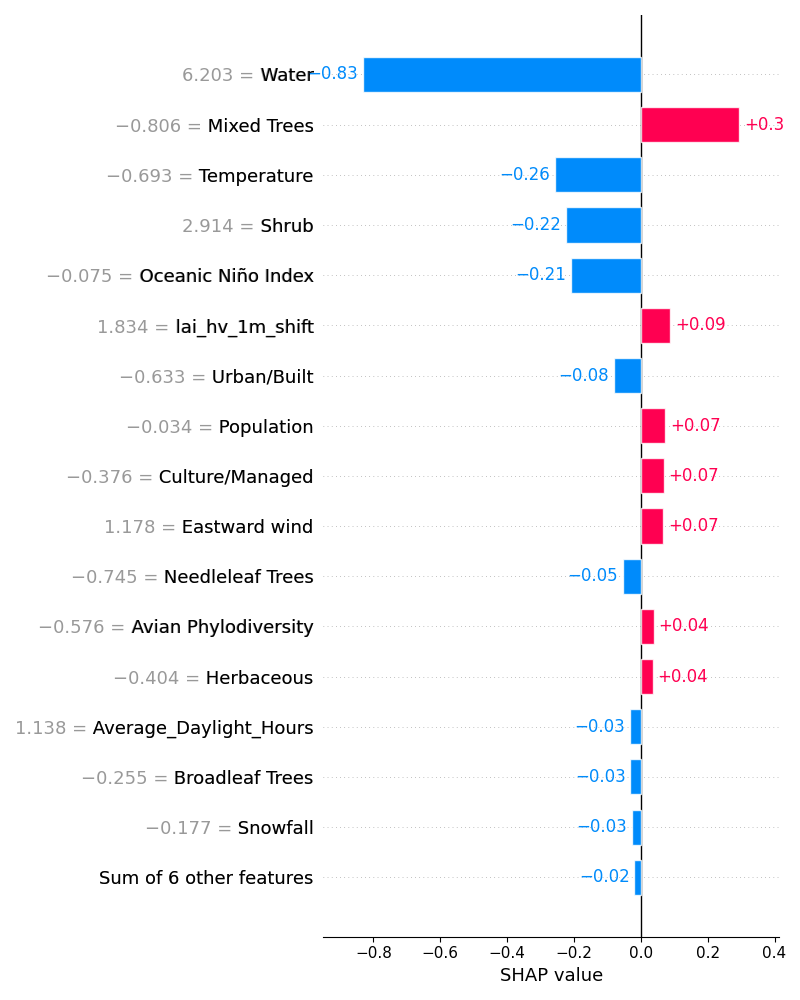 6.203 = Water −0.83
−0.806 = Mixed Trees +0.3
−0.693 = Temperature −0.26
2.914 = Shrub −0.22
−0.075 = Oceanic Niño Index −0.21
1.834 = lai_hv_1m_shift +0.09
−0.633 = Urban/Built −0.08
−0.034 = Population +0.07
−0.376 = Culture/Managed +0.07
1.178 = Eastward wind +0.07
−0.745 = Needleleaf Trees −0.05
−0.576 = Avian Phylodiversity +0.04
−0.404 = Herbaceous +0.04
1.138 = Average_Daylight_Hours −0.03
−0.255 = Broadleaf Trees −0.03
−0.177 = Snowfall −0.03
Sum of 6 other features −0.02
−0.8 −0.6 −0.4 −0.2 0.0 0.2 0.4
SHAP value